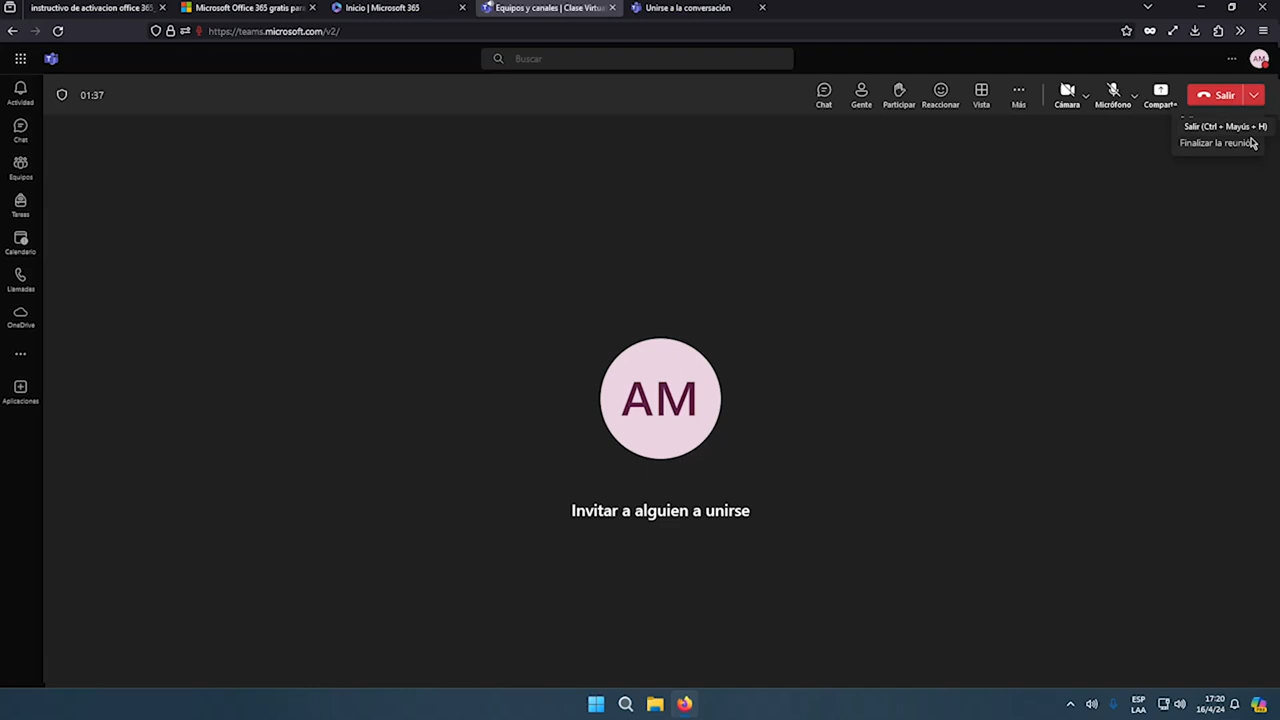 instructivo de activacion office 365
Microsoft Office 365 gratis para
Inicio | Microsoft 365
Equipos y canales | Clase Virtua
Unirse a la conversación
https://teams.microsoft.com/v2/
Buscar
AM
01:37
Chat
Gente
Participar
Reaccionar
Vista
Más
Cámara
Micrófono
Comparte
Salir
Salir (Ctrl + Mayús + H)
Finalizar la reunión
Actividad
Chat
Equipos
Tareas
Calendario
Llamadas
OneDrive
Aplicaciones
AM
Invitar a alguien a unirse
ESP
LAA
17:20
16/4/24